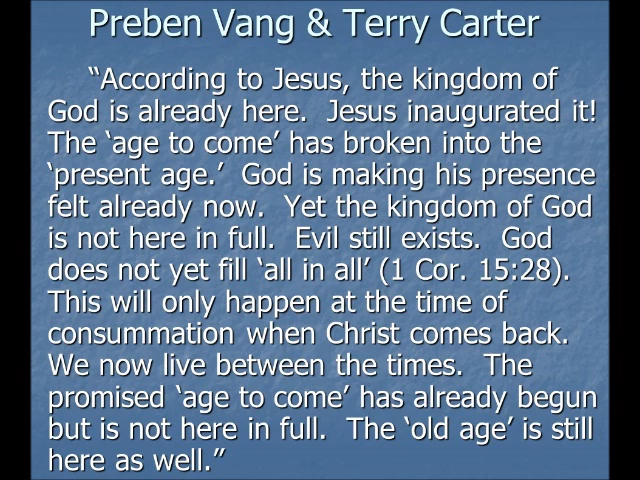 Preben Vang & Terry Carter
“According to Jesus, the kingdom of
God is already here.  Jesus inaugurated it!
The ‘age to come’ has broken into the
‘present age.’  God is making his presence
felt already now.  Yet the kingdom of God
is not here in full.  Evil still exists.  God
does not yet fill ‘all in all’ (1 Cor. 15:28).
This will only happen at the time of
consummation when Christ comes back.
We now live between the times.  The
promised ‘age to come’ has already begun
but is not here in full.  The ‘old age’ is still
here as well.”